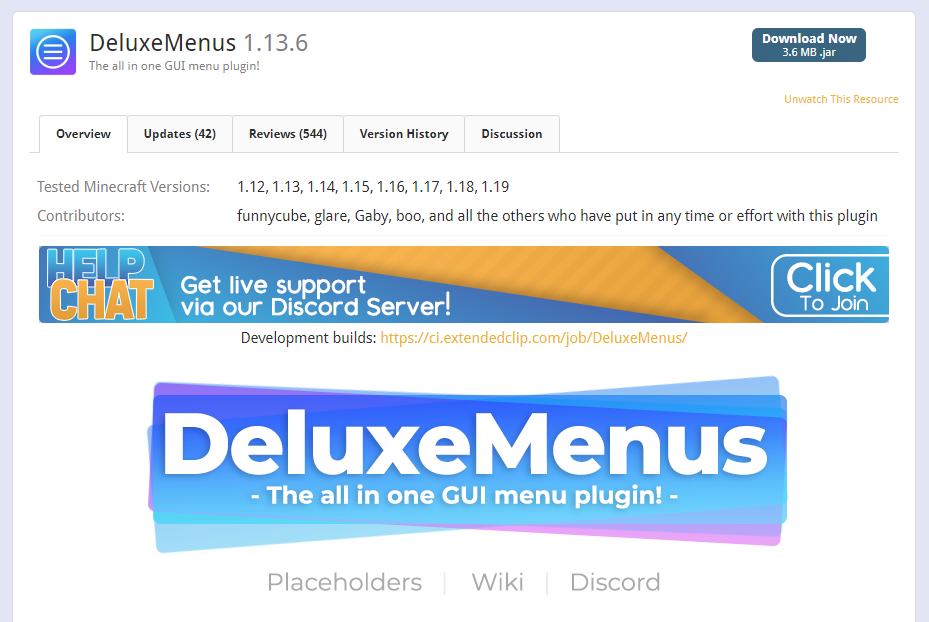 DeluxeMenus 1.13.6
The all in one GUI menu plugin!
Download Now
3.6 MB .jar
Unwatch This Resource
Overview
Updates (42)
Reviews (544)
Version History
Discussion
Tested Minecraft Versions: 1.12, 1.13, 1.14, 1.15, 1.16, 1.17, 1.18, 1.19
Contributors: funnycube, glare, Gaby, boo, and all the others who have put in any time or effort with this plugin
HELP
CHAT
Get live support
via our Discord Server!
Click
To Join
Development builds: https://ci.extendedclip.com/job/DeluxeMenus/
DeluxeMenus
- The all in one GUI menu plugin! -
Placeholders | Wiki | Discord